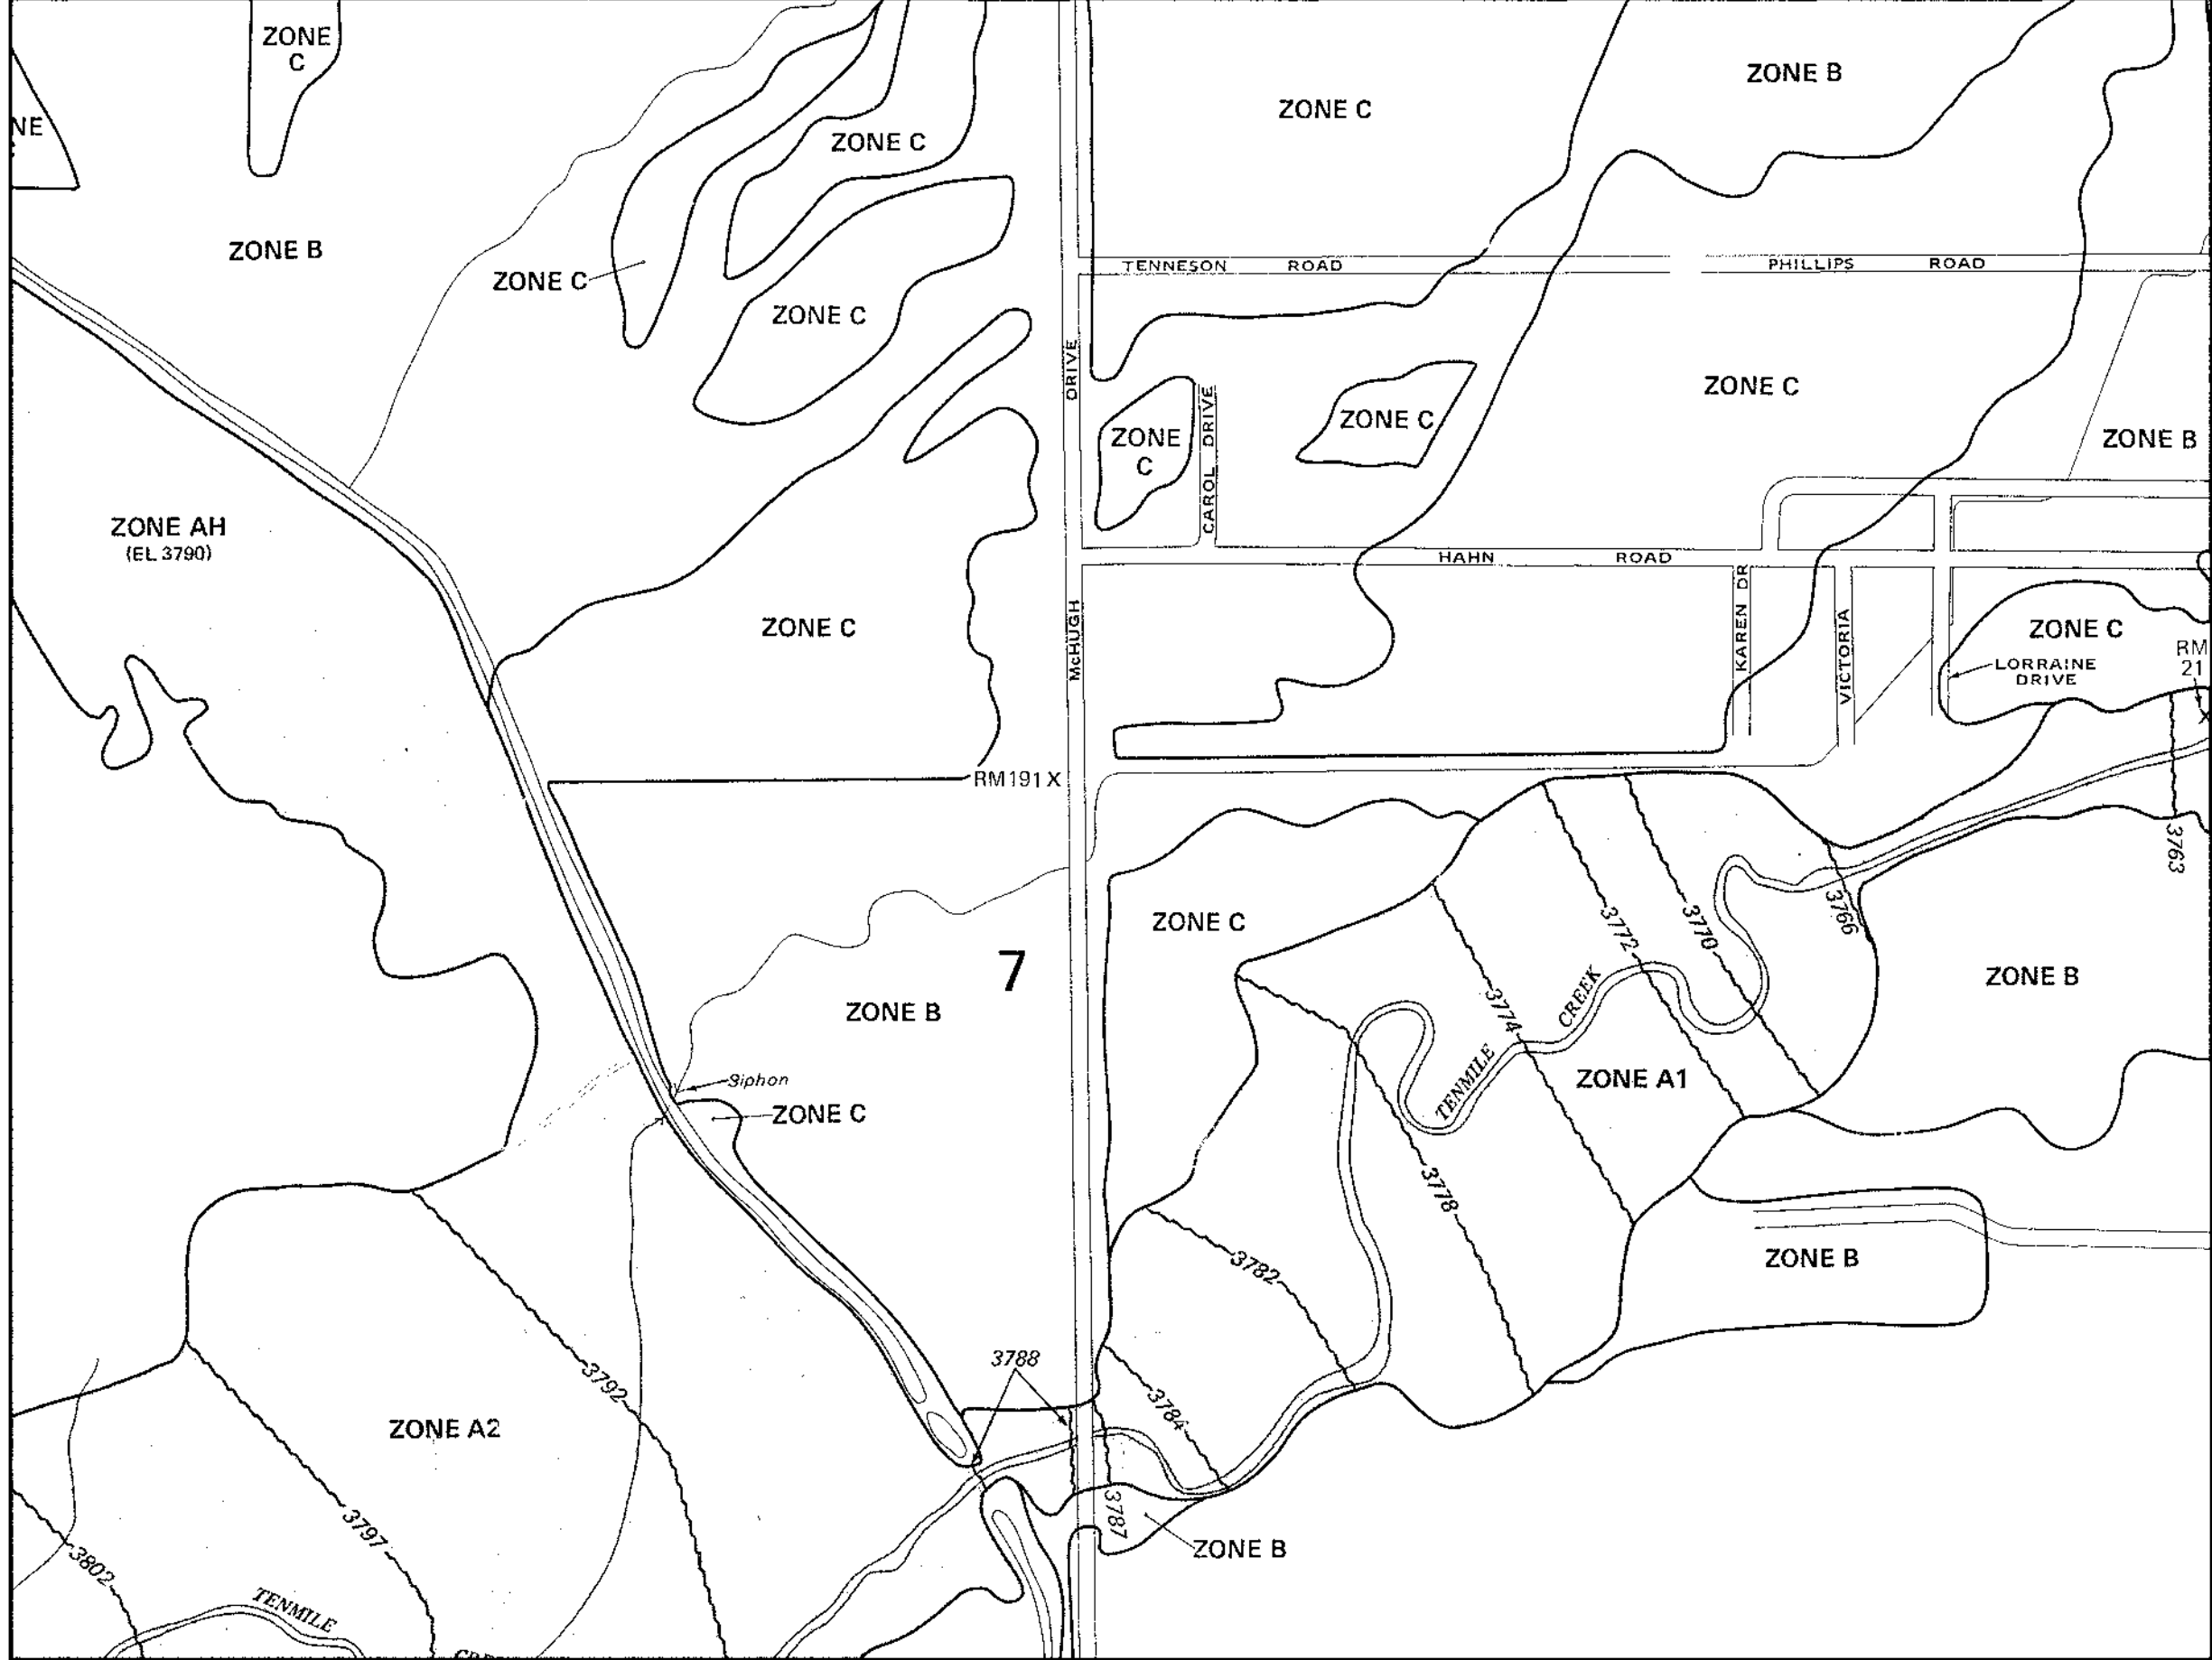 ZONE
C
ZONE B
ZONE C
NE
ZONE C
ZONE B
TENNESON ROAD
PHILLIPS ROAD
ZONE C
ZONE C
DRIVE
ZONE C
ZONE C
ZONE
C
CAROL DRIVE
ZONE B
ZONE AH
(EL 3790)
HAHN ROAD
KAREN DR
McHUGH
VICTORIA
ZONE C
ZONE C
RM
21
X
LORRAINE
DRIVE
RM191X
3763
ZONE C
3766
3772
3770
7
ZONE B
ZONE B
3774
TENMILE CREEK
ZONE A1
Siphon
ZONE C
3778
3782
ZONE B
3788
3792
3784
ZONE A2
3797
3787
ZONE B
3802
TENMILE